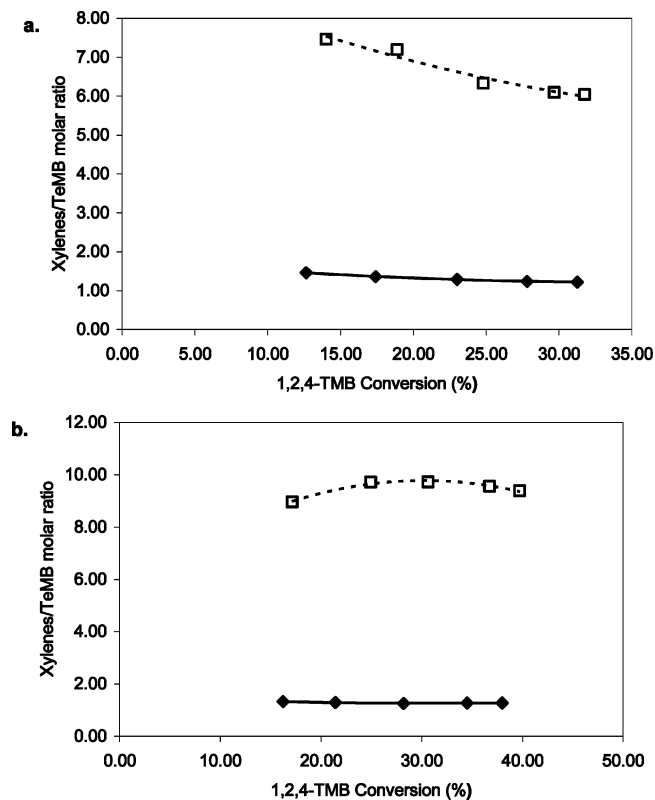 a.
8.00
7.00
6.00
5.00
4.00
3.00
2.00
1.00
0.00
Xylenes/TeMB molar ratio
0.00 5.00 10.00 15.00 20.00 25.00 30.00 35.00
1,2,4-TMB Conversion (%)
b.
12.00
10.00
8.00
6.00
4.00
2.00
0.00
Xylenes/TeMB molar ratio
0.00 10.00 20.00 30.00 40.00 50.00
1,2,4-TMB Conversion (%)